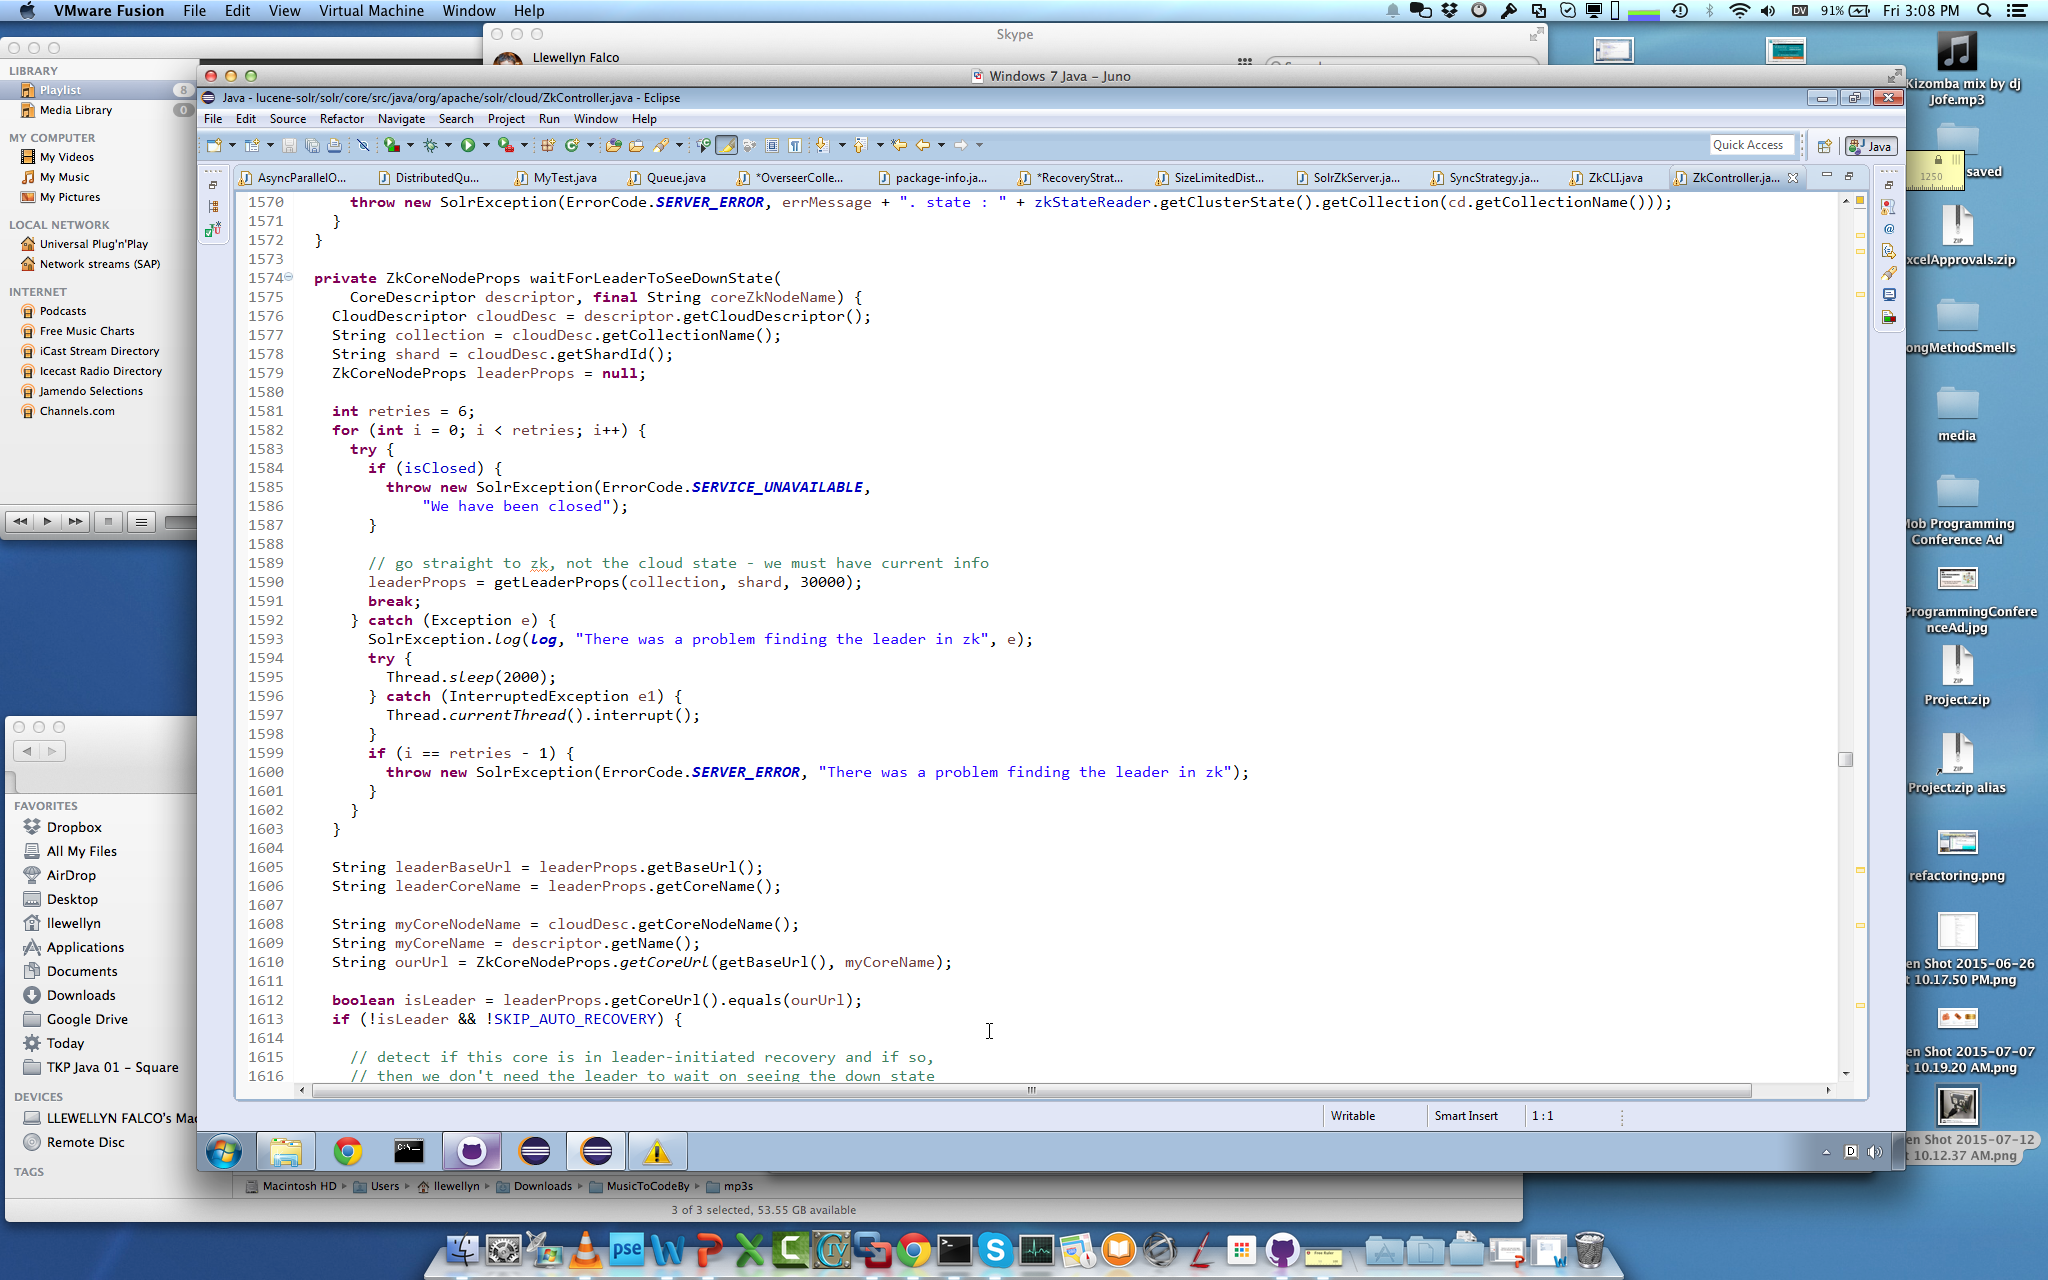 VMware Fusion File Edit View Virtual Machine Window Help
DV 91% Fri 3:08 PM
Skype
Llewellyn Falco
LIBRARY
Playlist 8
Media Library 0
MY COMPUTER
My Videos
My Music
My Pictures
LOCAL NETWORK
Universal Plug'n'Play
Network streams (SAP)
INTERNET
Podcasts
Free Music Charts
iCast Stream Directory
Icecast Radio Directory
Jamendo Selections
Channels.com
Windows 7 Java – Juno
Java - lucene-solr/solr/core/src/java/org/apache/solr/cloud/ZkController.java - Eclipse
File Edit Source Refactor Navigate Search Project Run Window Help
Quick Access Java
AsyncParallelO... DistributedQu... MyTest.java Queue.java *OverseerColle... package-info.ja... *RecoveryStrat... SizeLimitedDist... SolrZkServer.ja... SyncStrategy.ja... ZkCLI.java ZkController.ja...
1570 throw new SolrException(ErrorCode.SERVER_ERROR, errMessage + ". state : " + zkStateReader.getClusterState().getCollection(cd.getCollectionName()));
1571 }
1572 }
1573
1574 private ZkCoreNodeProps waitForLeaderToSeeDownState(
1575 CoreDescriptor descriptor, final String coreZkNodeName) {
1576 CloudDescriptor cloudDesc = descriptor.getCloudDescriptor();
1577 String collection = cloudDesc.getCollectionName();
1578 String shard = cloudDesc.getShardId();
1579 ZkCoreNodeProps leaderProps = null;
1580
1581 int retries = 6;
1582 for (int i = 0; i < retries; i++) {
1583 try {
1584 if (isClosed) {
1585 throw new SolrException(ErrorCode.SERVICE_UNAVAILABLE,
1586 "We have been closed");
1587 }
1588
1589 // go straight to zk, not the cloud state - we must have current info
1590 leaderProps = getLeaderProps(collection, shard, 30000);
1591 break;
1592 } catch (Exception e) {
1593 SolrException.log(log, "There was a problem finding the leader in zk", e);
1594 try {
1595 Thread.sleep(2000);
1596 } catch (InterruptedException e1) {
1597 Thread.currentThread().interrupt();
1598 }
1599 if (i == retries - 1) {
1600 throw new SolrException(ErrorCode.SERVER_ERROR, "There was a problem finding the leader in zk");
1601 }
1602 }
1603 }
1604
1605 String leaderBaseUrl = leaderProps.getBaseUrl();
1606 String leaderCoreName = leaderProps.getCoreName();
1607
1608 String myCoreNodeName = cloudDesc.getCoreNodeName();
1609 String myCoreName = descriptor.getName();
1610 String ourUrl = ZkCoreNodeProps.getCoreUrl(getBaseUrl(), myCoreName);
1611
1612 boolean isLeader = leaderProps.getCoreUrl().equals(ourUrl);
1613 if (!isLeader && !SKIP_AUTO_RECOVERY) {
1614
1615 // detect if this core is in leader-initiated recovery and if so,
1616 // then we don't need the leader to wait on seeing the down state
Writable Smart Insert 1 : 1
D
FAVORITES
Dropbox
All My Files
AirDrop
Desktop
llewellyn
Applications
Documents
Downloads
Google Drive
Today
TKP Java 01 – Square
DEVICES
LLEWELLYN FALCO's Ma
Remote Disc
TAGS
Macintosh HD Users llewellyn Downloads MusicToCodeBy mp3s
3 of 3 selected, 53.55 GB available
Kizomba mix by dj
Jofe.mp3
saved
1250
ZIP
xcelApprovals.zip
ongMethodSmells
media
Mob Programming
Conference Ad
ProgrammingConfere
nceAd.jpg
ZIP
Project.zip
ZIP
Project.zip alias
refactoring.png
en Shot 2015-06-26
t 10.17.50 PM.png
en Shot 2015-07-07
t 10.19.20 AM.png
en Shot 2015-07-12
t 10.12.37 AM.png
pse